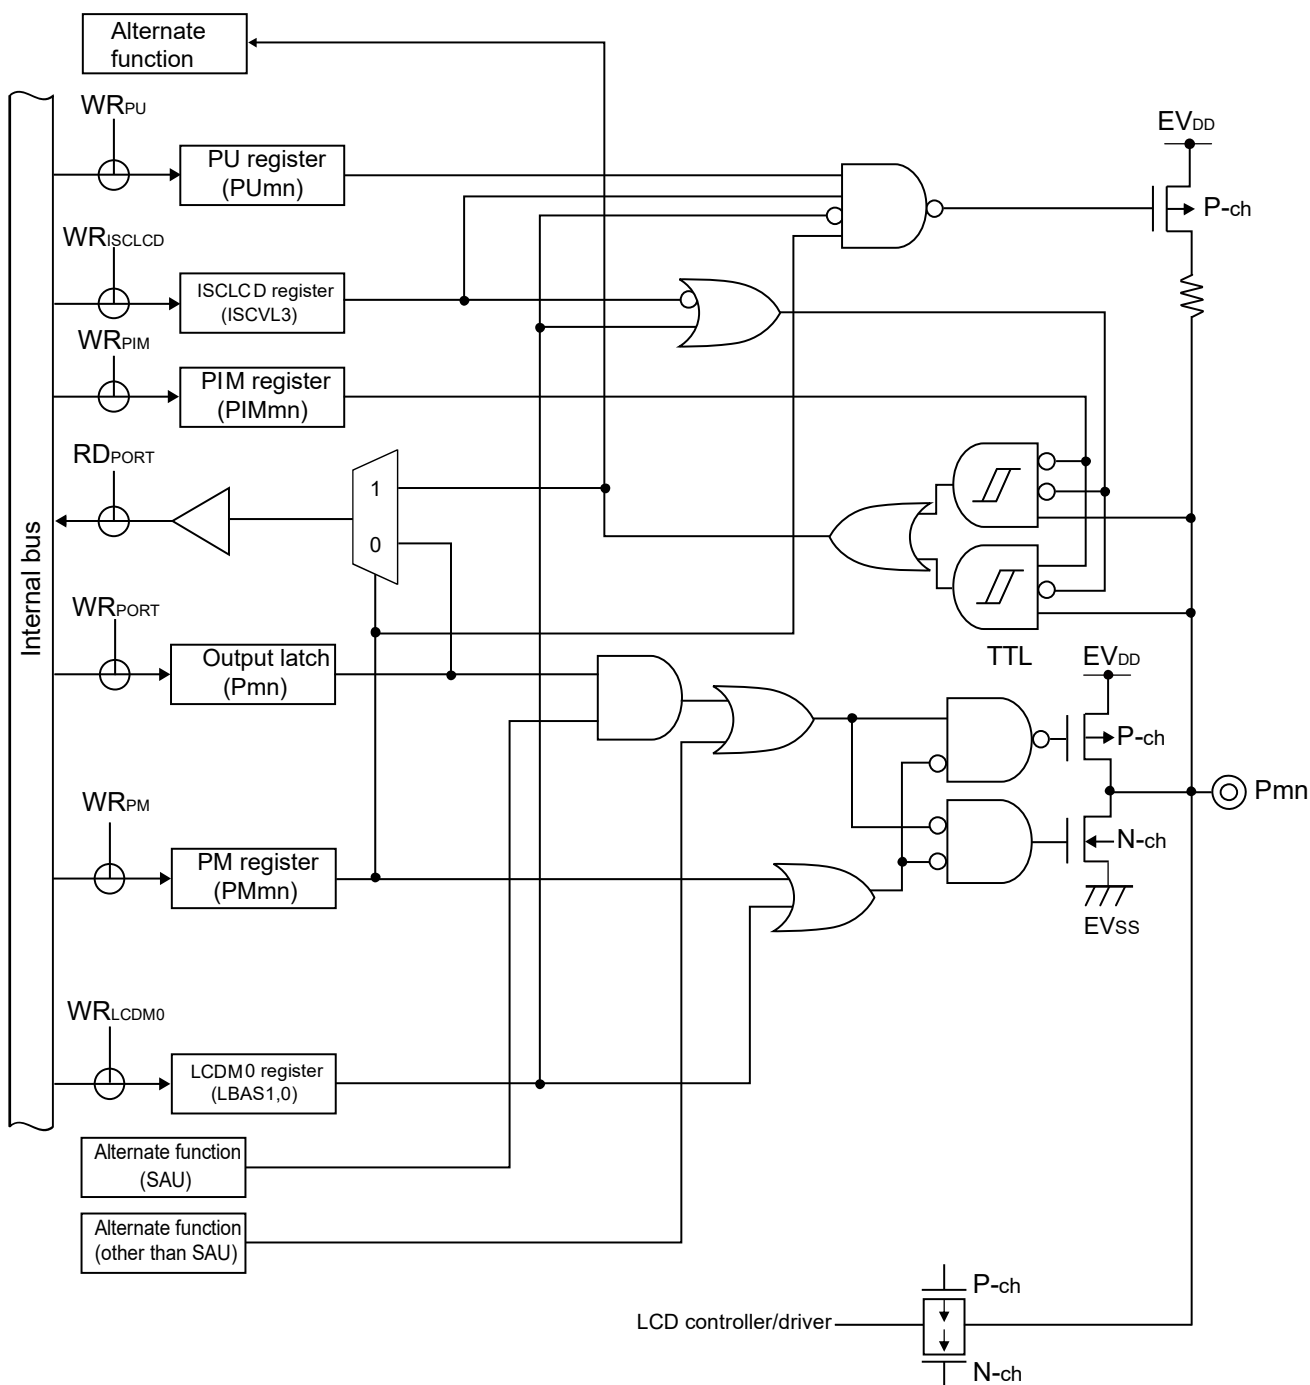 Alternate
function
WRPU
EVDD
PU register
(PUmn)
P-ch
WRISCLCD
ISCLCD register
(ISCVL3)
WRPIM
PIM register
(PIMmn)
RDPORT
1
0
Internal bus
WRPORT
Output latch
(Pmn)
TTL
EVDD
P-ch
Pmn
WRPM
PM register
(PMmn)
N-ch
EVSS
WRLCDM0
LCDM0 register
(LBAS1,0)
Alternate function
(SAU)
Alternate function
(other than SAU)
P-ch
LCD controller/driver
N-ch